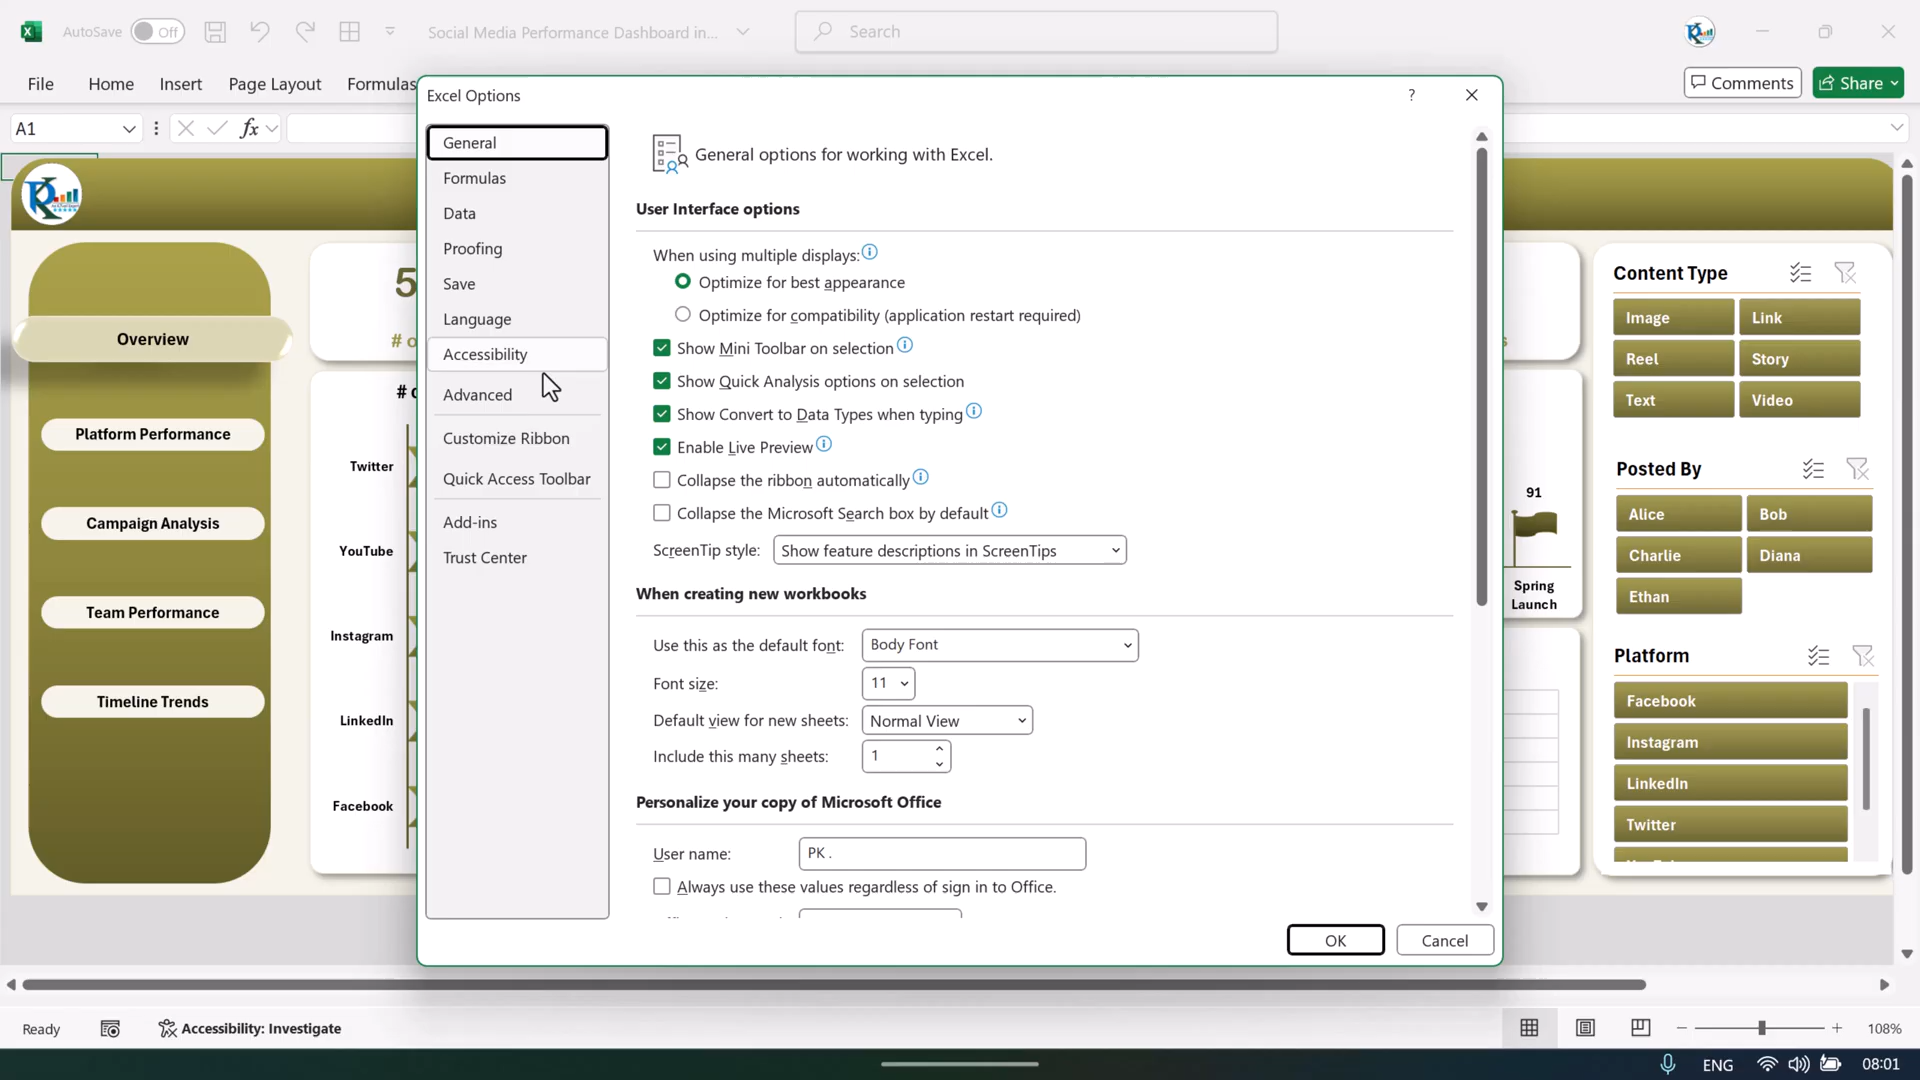 AutoSave Off
Social Media Performance Dashboard in...
Search
File Home Insert Page Layout Formulas
Comments
Share
A1
fx
Excel Options
?
General
Formulas
Data
Proofing
Save
Language
Accessibility
Advanced
Customize Ribbon
Quick Access Toolbar
Add-ins
Trust Center
General options for working with Excel.
User Interface options
When using multiple displays:
Optimize for best appearance
Optimize for compatibility (application restart required)
Show Mini Toolbar on selection
Show Quick Analysis options on selection
Show Convert to Data Types when typing
Enable Live Preview
Collapse the ribbon automatically
Collapse the Microsoft Search box by default
ScreenTip style: Show feature descriptions in ScreenTips
When creating new workbooks
Use this as the default font: Body Font
Font size: 11
Default view for new sheets: Normal View
Include this many sheets: 1
Personalize your copy of Microsoft Office
User name: PK .
Always use these values regardless of sign in to Office.
OK Cancel
Overview
Platform Performance
Campaign Analysis
Team Performance
Timeline Trends
5
# o
# o
Twitter
YouTube
Instagram
LinkedIn
Facebook
s
91
Spring
Launch
Content Type
Image Link
Reel Story
Text Video
Posted By
Alice Bob
Charlie Diana
Ethan
Platform
Facebook
Instagram
LinkedIn
Twitter
Ready
Accessibility: Investigate
108%
ENG
08:01